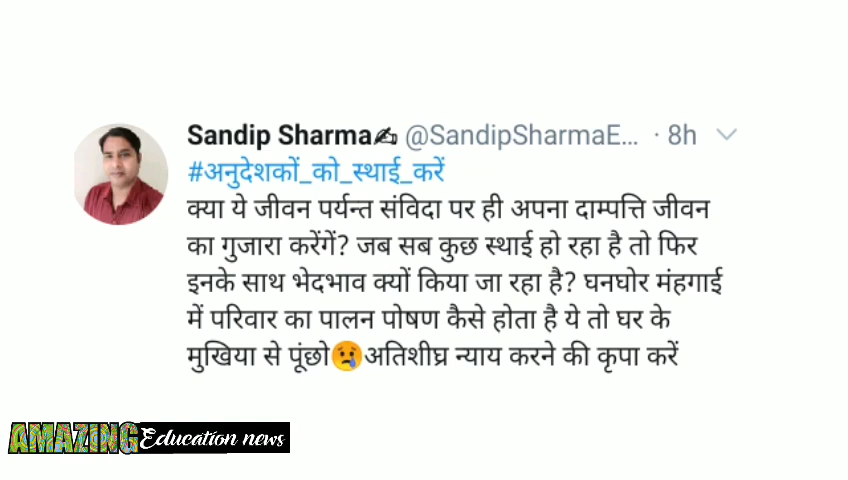 Sandip Sharma✍ @SandipSharmaE... · 8h
#अनुदेशकों_को_स्थाई_करें
क्या ये जीवन पर्यन्त संविदा पर ही अपना दाम्पत्ति जीवन
का गुजारा करेंगें? जब सब कुछ स्थाई हो रहा है तो फिर
इनके साथ भेदभाव क्यों किया जा रहा है? घनघोर मंहगाई
में परिवार का पालन पोषण कैसे होता है ये तो घर के
मुखिया से पूंछो😢अतिशीघ्र न्याय करने की कृपा करें
AMAZING Education news